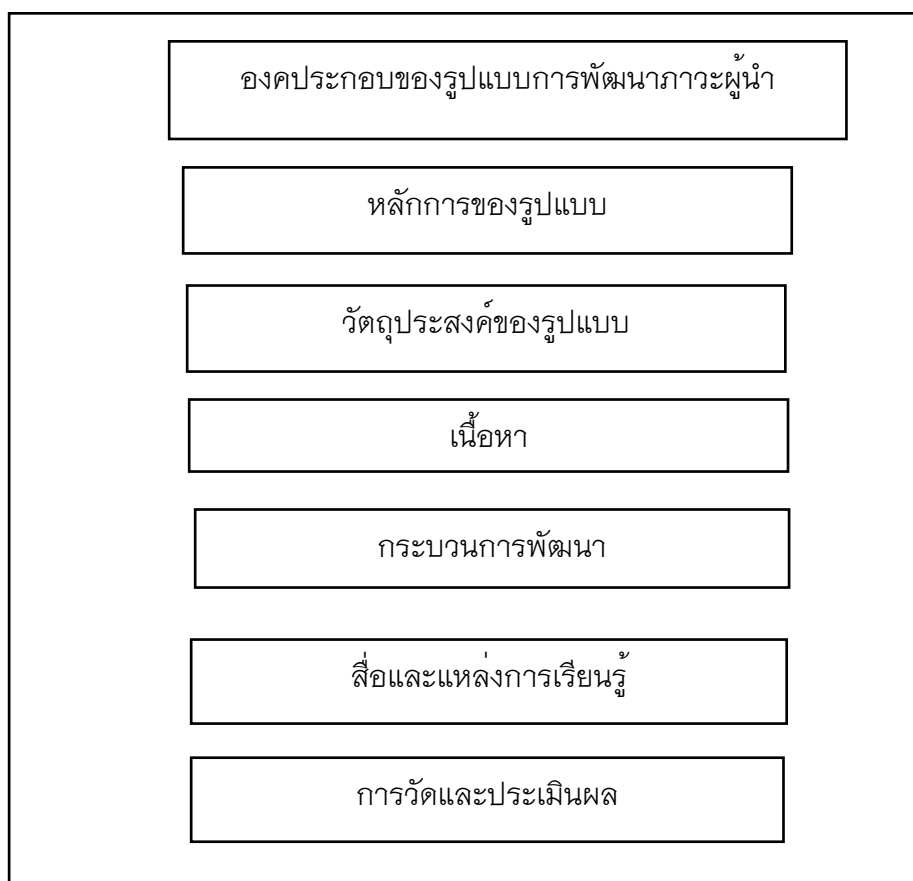 องคประกอบของรูปแบบการพัฒนาภาวะผู้นำ
หลักการของรูปแบบ
วัตถุประสงค์ของรูปแบบ
เนื้อหา
กระบวนการพัฒนา
สื่อและแหล่งการเรียนรู้
การวัดและประเมินผล